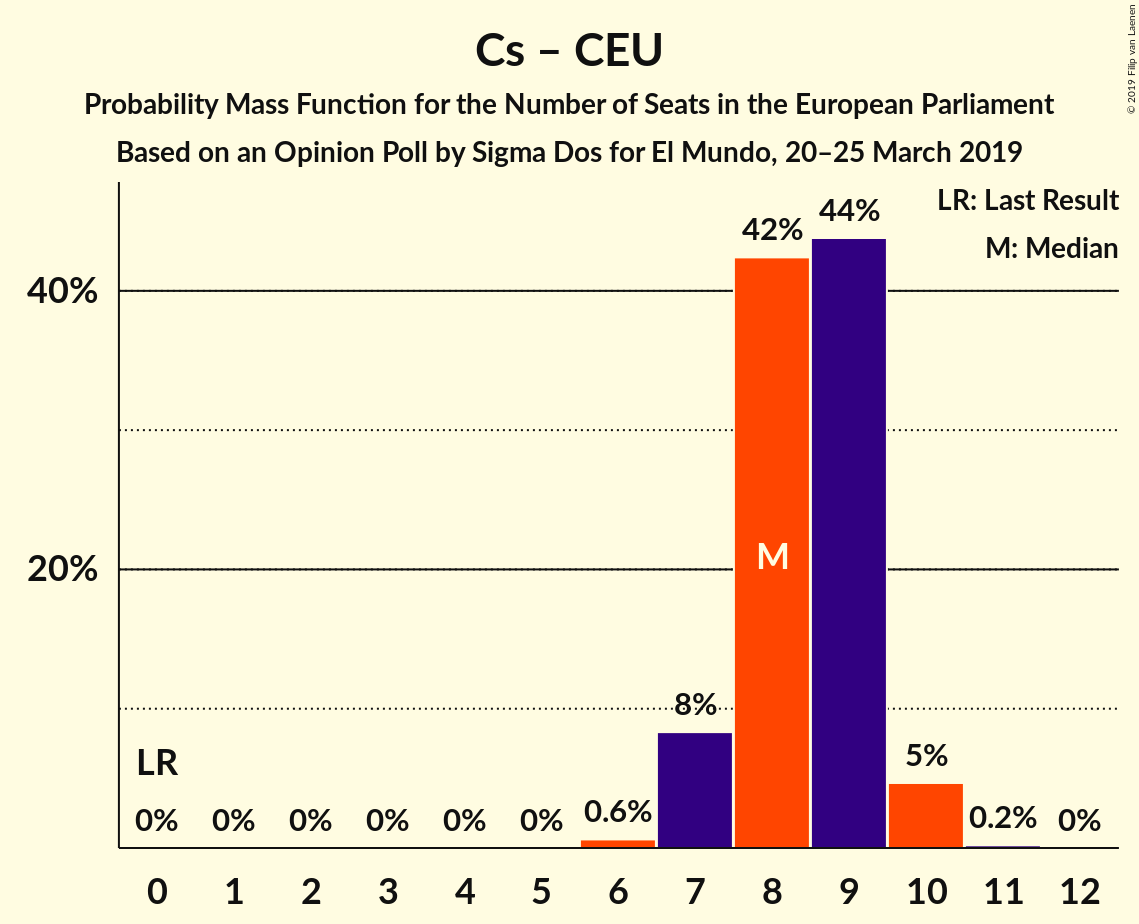 Cs – CEU
Probability Mass Function for the Number of Seats in the European Parliament
Based on an Opinion Poll by Sigma Dos for El Mundo, 20–25 March 2019
© 2019 Filip van Laenen
LR: Last Result
M: Median
44%
42%
40%
20%
M
8%
LR
5%
0% 0% 0% 0% 0% 0% 0.6% 0.2% 0%
0 1 2 3 4 5 6 7 8 9 10 11 12